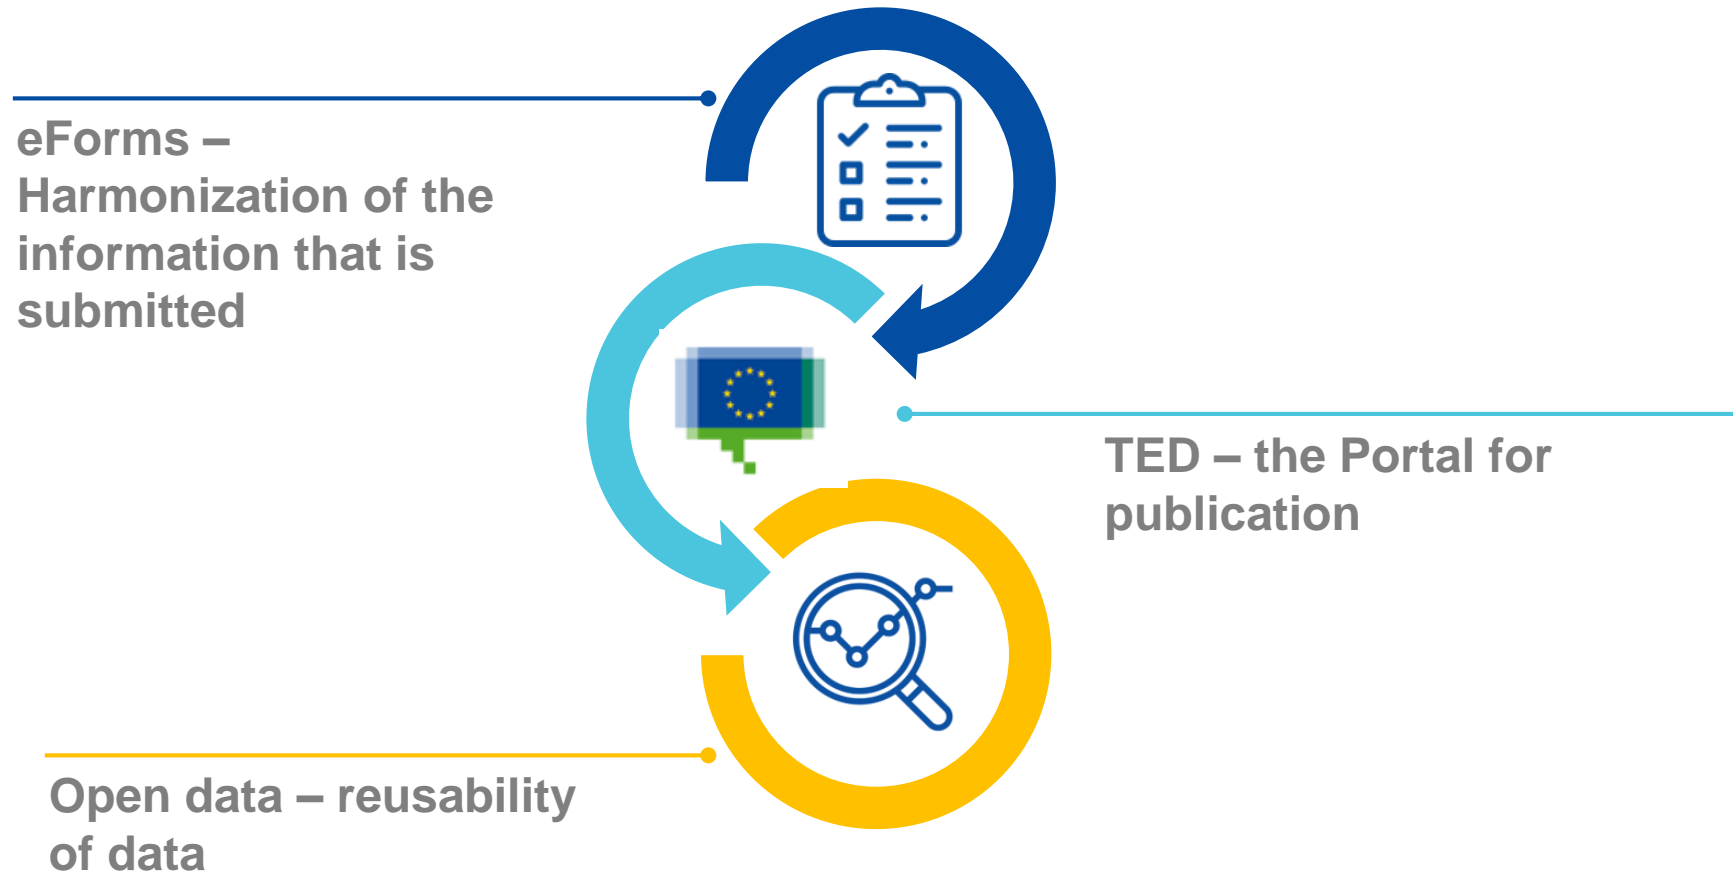 eForms –
Harmonization of the
information that is
submitted
TED – the Portal for
publication
Open data – reusability
of data